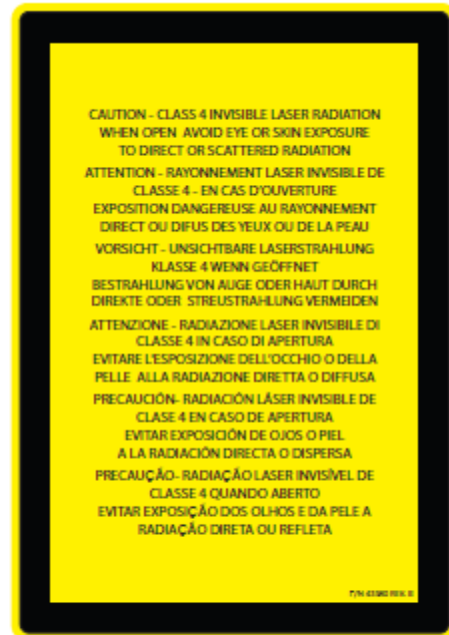 CAUTION - CLASS 4 INVISIBLE LASER RADIATION
WHEN OPEN AVOID EYE OR SKIN EXPOSURE
TO DIRECT OR SCATTERED RADIATION
ATTENTION - RAYONNEMENT LASER INVISIBLE DE
CLASSE 4 - EN CAS D'OUVERTURE
EXPOSITION DANGEREUSE AU RAYONNEMENT
DIRECT OU DIFUS DES YEUX OU DE LA PEAU
VORSICHT - UNSICHTBARE LASERSTRAHLUNG
KLASSE 4 WENN GEÖFFNET
BESTRAHLUNG VON AUGE ODER HAUT DURCH
DIREKTE ODER STREUSTRAHLUNG VERMEIDEN
ATTENZIONE - RADIAZIONE LASER INVISIBILE DI
CLASSE 4 IN CASO DI APERTURA
EVITARE L'ESPOSIZIONE DELL'OCCHIO O DELLA
PELLE ALLA RADIAZIONE DIRETTA O DIFFUSA
PRECAUCIÓN- RADIACIÓN LÁSER INVISIBLE DE
CLASE 4 EN CASO DE APERTURA
EVITAR EXPOSICIÓN DE OJOS O PIEL
A LA RADIACIÓN DIRECTA O DISPERSA
PRECAUÇÃO- RADIAÇÃO LASER INVISÍVEL DE
CLASSE 4 QUANDO ABERTO
EVITAR EXPOSIÇÃO DOS OLHOS E DA PELE A
RADIAÇÃO DIRETA OU REFLETA
P/N